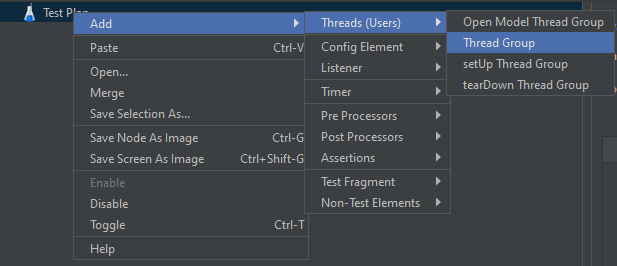 Test Plan
Add
Paste Ctrl-V
Open...
Merge
Save Selection As...
Save Node As Image Ctrl-G
Save Screen As Image Ctrl+Shift-G
Enable
Disable
Toggle Ctrl-T
Help
Threads (Users)
Config Element
Listener
Timer
Pre Processors
Post Processors
Assertions
Test Fragment
Non-Test Elements
Open Model Thread Group
Thread Group
setUp Thread Group
tearDown Thread Group